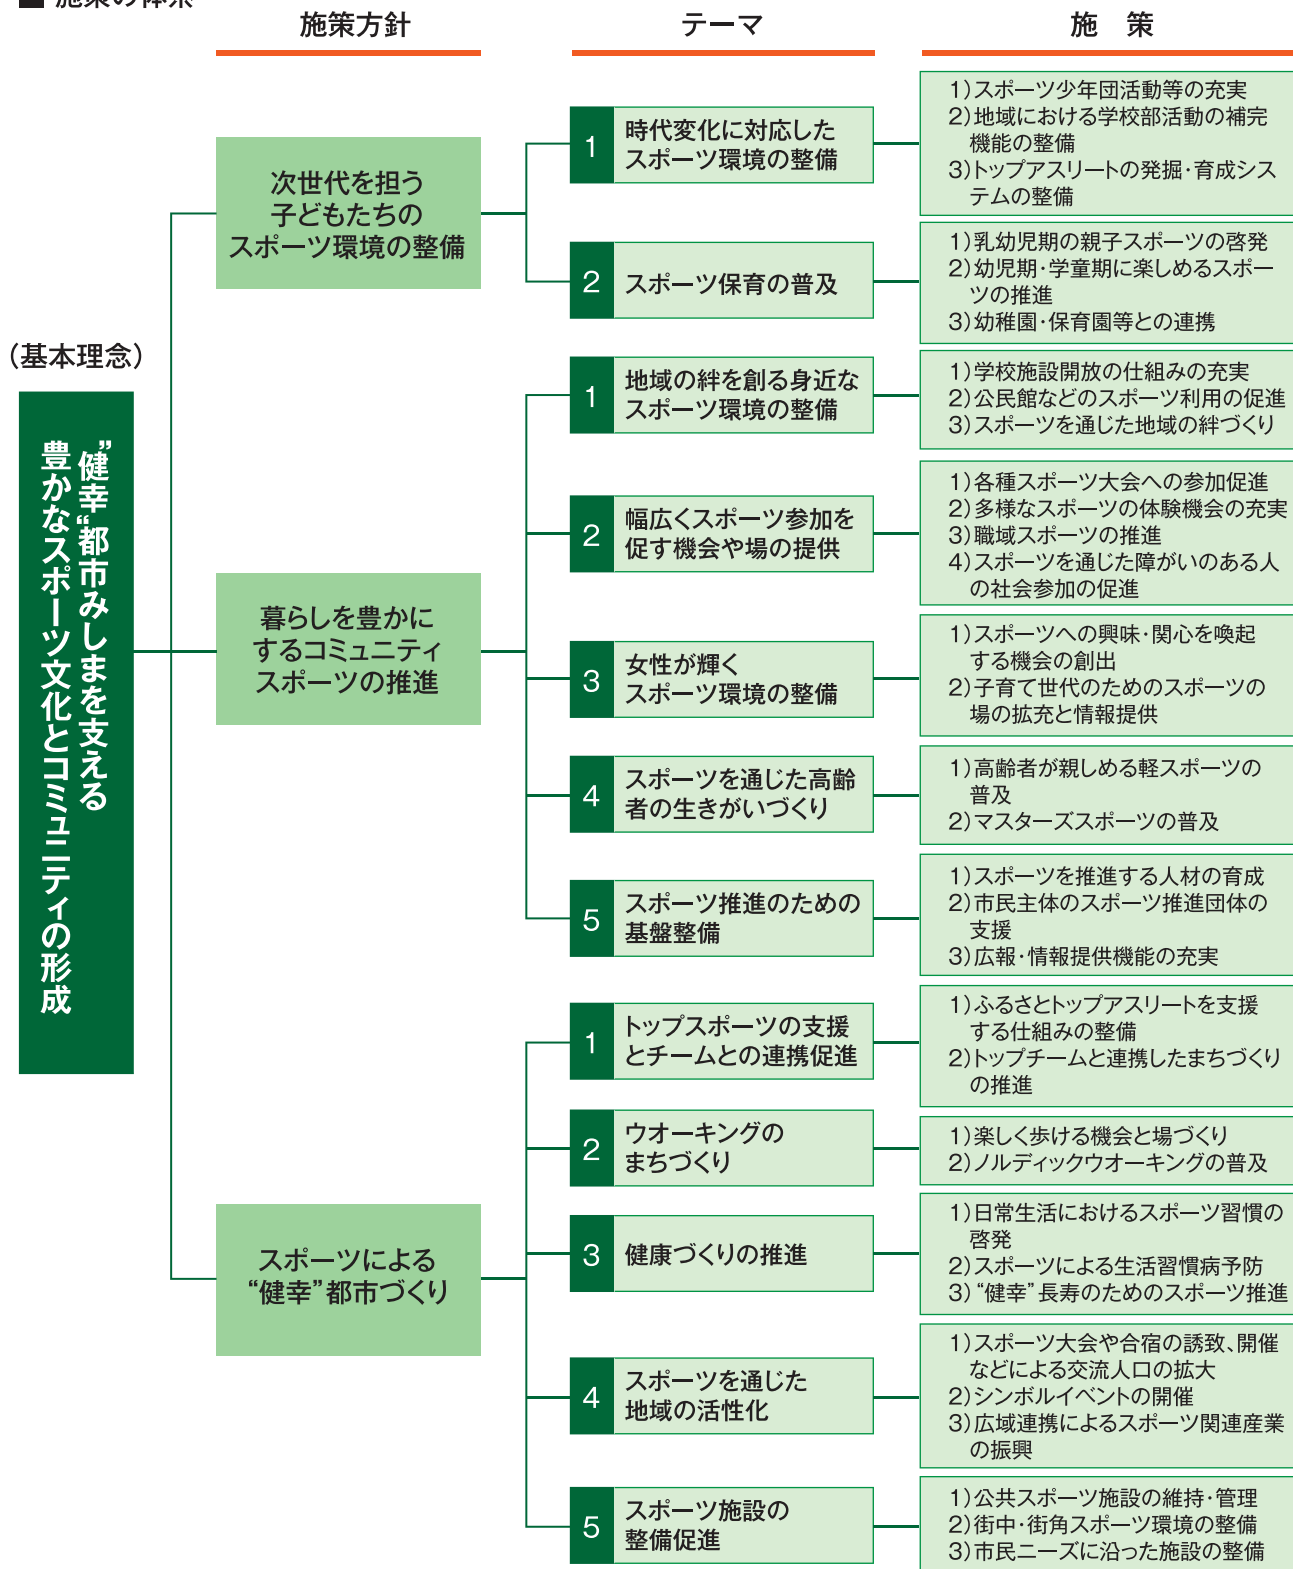 ■ 施策の体系
施策方針
テーマ
施　策
（基本理念）
“健幸”都市みしまを支える
豊かなスポーツ文化とコミュニティの形成
次世代を担う
子どもたちの
スポーツ環境の整備
1
時代変化に対応した
スポーツ環境の整備
1）スポーツ少年団活動等の充実
2）地域における学校部活動の補完
機能の整備
3）トップアスリートの発掘・育成シス
テムの整備
2
スポーツ保育の普及
1）乳幼児期の親子スポーツの啓発
2）幼児期・学童期に楽しめるスポー
ツの推進
3）幼稚園・保育園等との連携
暮らしを豊かに
するコミュニティ
スポーツの推進
1
地域の絆を創る身近な
スポーツ環境の整備
1）学校施設開放の仕組みの充実
2）公民館などのスポーツ利用の促進
3）スポーツを通じた地域の絆づくり
2
幅広くスポーツ参加を
促す機会や場の提供
1）各種スポーツ大会への参加促進
2）多様なスポーツの体験機会の充実
3）職域スポーツの推進
4）スポーツを通じた障がいのある人
の社会参加の促進
3
女性が輝く
スポーツ環境の整備
1）スポーツへの興味・関心を喚起
する機会の創出
2）子育て世代のためのスポーツの
場の拡充と情報提供
4
スポーツを通じた高齢
者の生きがいづくり
1）高齢者が親しめる軽スポーツの
普及
2）マスターズスポーツの普及
5
スポーツ推進のための
基盤整備
1）スポーツを推進する人材の育成
2）市民主体のスポーツ推進団体の
支援
3）広報・情報提供機能の充実
スポーツによる
“健幸”都市づくり
1
トップスポーツの支援
とチームとの連携促進
1）ふるさとトップアスリートを支援
する仕組みの整備
2）トップチームと連携したまちづくり
の推進
2
ウオーキングの
まちづくり
1）楽しく歩ける機会と場づくり
2）ノルディックウオーキングの普及
3
健康づくりの推進
1）日常生活におけるスポーツ習慣の
啓発
2）スポーツによる生活習慣病予防
3）“健幸”長寿のためのスポーツ推進
4
スポーツを通じた
地域の活性化
1）スポーツ大会や合宿の誘致、開催
などによる交流人口の拡大
2）シンボルイベントの開催
3）広域連携によるスポーツ関連産業
の振興
5
スポーツ施設の
整備促進
1）公共スポーツ施設の維持・管理
2）街中・街角スポーツ環境の整備
3）市民ニーズに沿った施設の整備